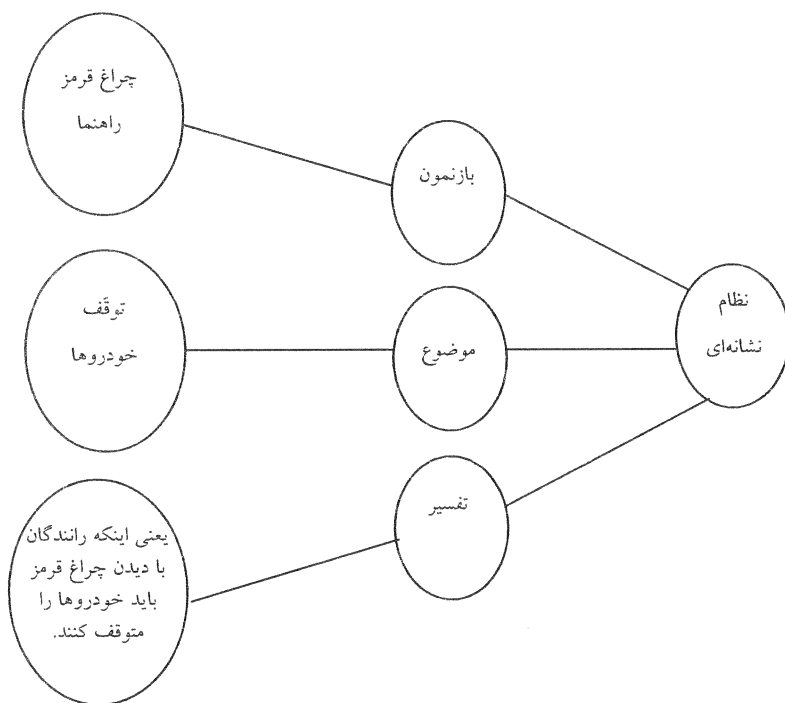 نظام
نشانه‌ای
بازنمون
چراغ قرمز
راهنما
موضوع
توقّف
خودروها
تفسیر
یعنی اینکه رانندگان
با دیدن چراغ قرمز
باید خودروها را
متوقف کنند.